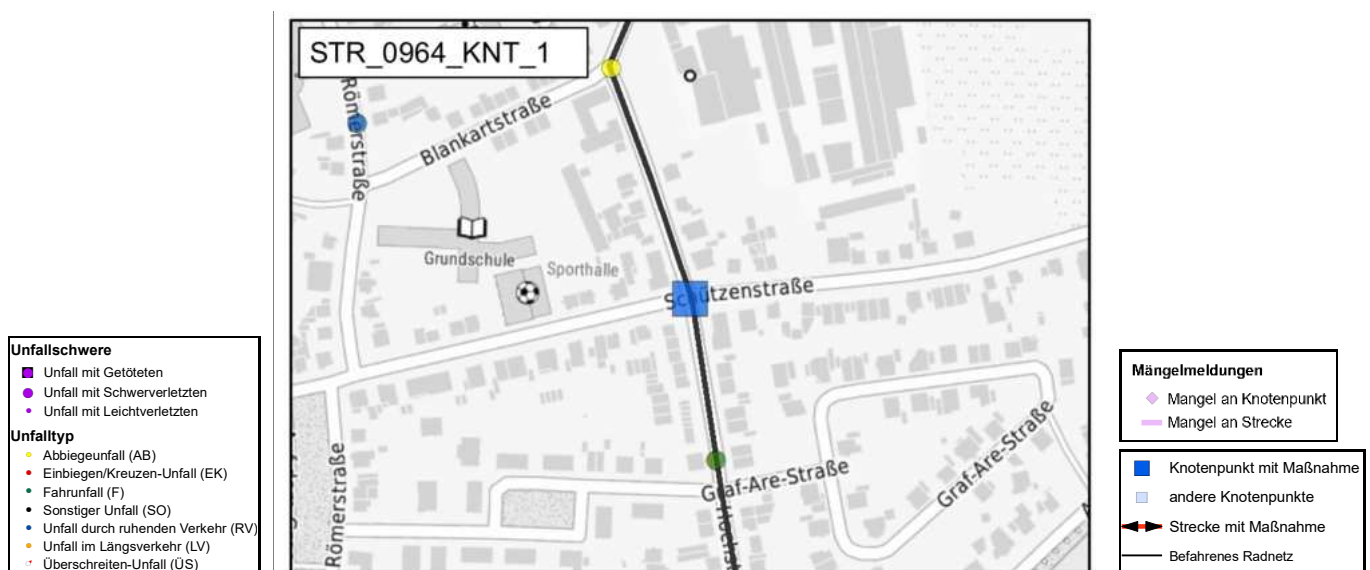 STR_0964_KNT_1
Römerstraße
Blankartstraße
Grundschule
Sporthalle
Schützenstraße
Graf-Are-Straße
Graf-Are-Straße
Römerstraße
Unfallschwere
Unfall mit Getöteten
Unfall mit Schwerverletzten
Unfall mit Leichtverletzten
Unfalltyp
Abbiegeunfall (AB)
Einbiegen/Kreuzen-Unfall (EK)
Fahrunfall (F)
Sonstiger Unfall (SO)
Unfall durch ruhenden Verkehr (RV)
Unfall im Längsverkehr (LV)
Überschreiten-Unfall (ÜS)
Mängelmeldungen
Mangel an Knotenpunkt
Mangel an Strecke
Knotenpunkt mit Maßnahme
andere Knotenpunkte
Strecke mit Maßnahme
Befahrenes Radnetz